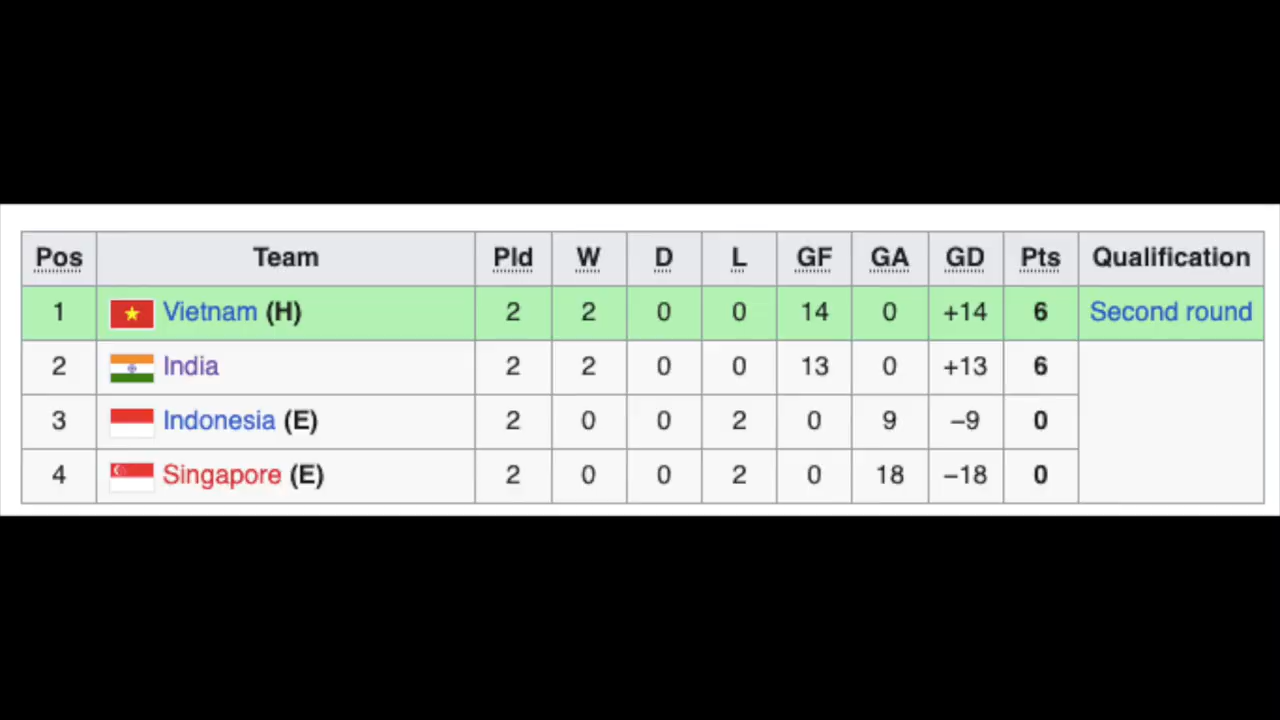 Pos Team Pld W D L GF GA GD Pts Qualification
1 Vietnam (H) 2 2 0 0 14 0 +14 6 Second round
2 India 2 2 0 0 13 0 +13 6
3 Indonesia (E) 2 0 0 2 0 9 −9 0
4 Singapore (E) 2 0 0 2 0 18 −18 0